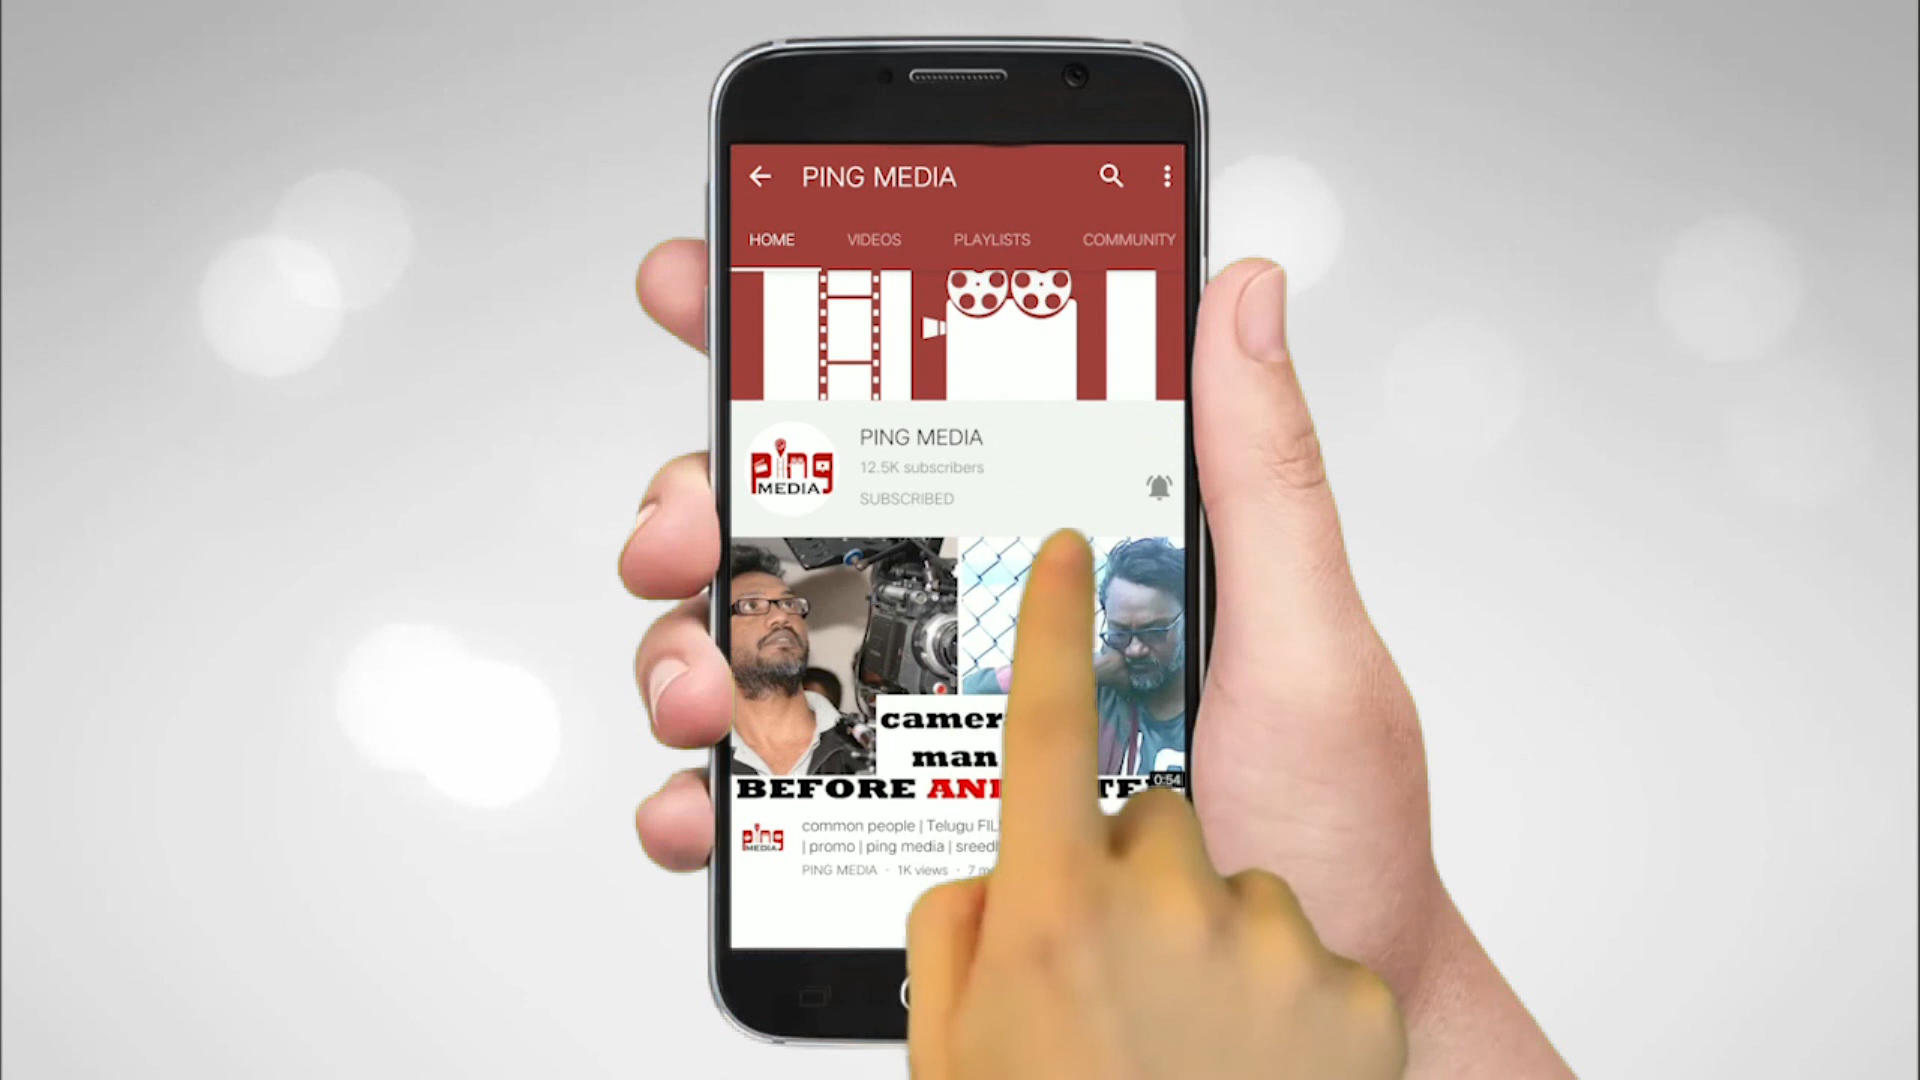 PING MEDIA
HOME VIDEOS PLAYLISTS COMMUNITY
PING MEDIA
12.5K subscribers
SUBSCRIBED
ping
MEDIA
camer
man
BEFORE AN
0:54
ping
MEDIA
common people | Telugu FIL
| promo | ping media | sreed
PING MEDIA · 1K views · 7 m